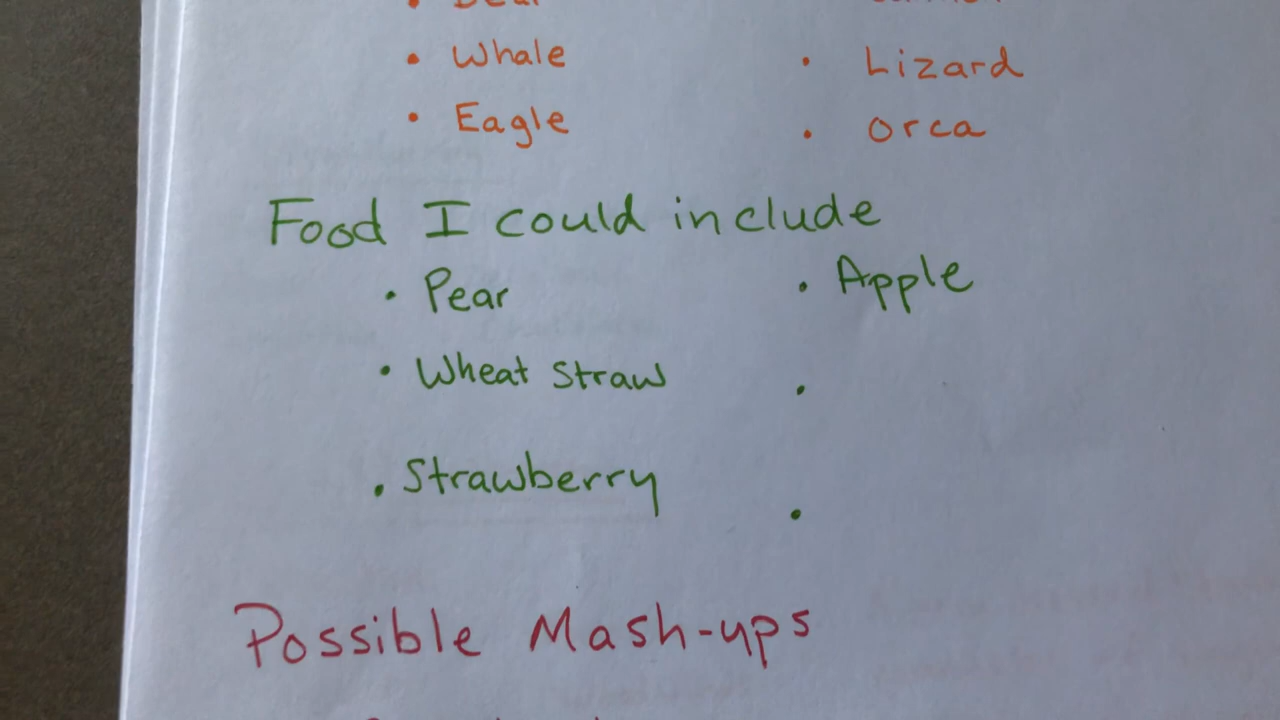 • Whale • Lizard
• Eagle • Orca
Food I could include
• Pear • Apple
• Wheat Straw •
• Strawberry •
Possible Mash-ups